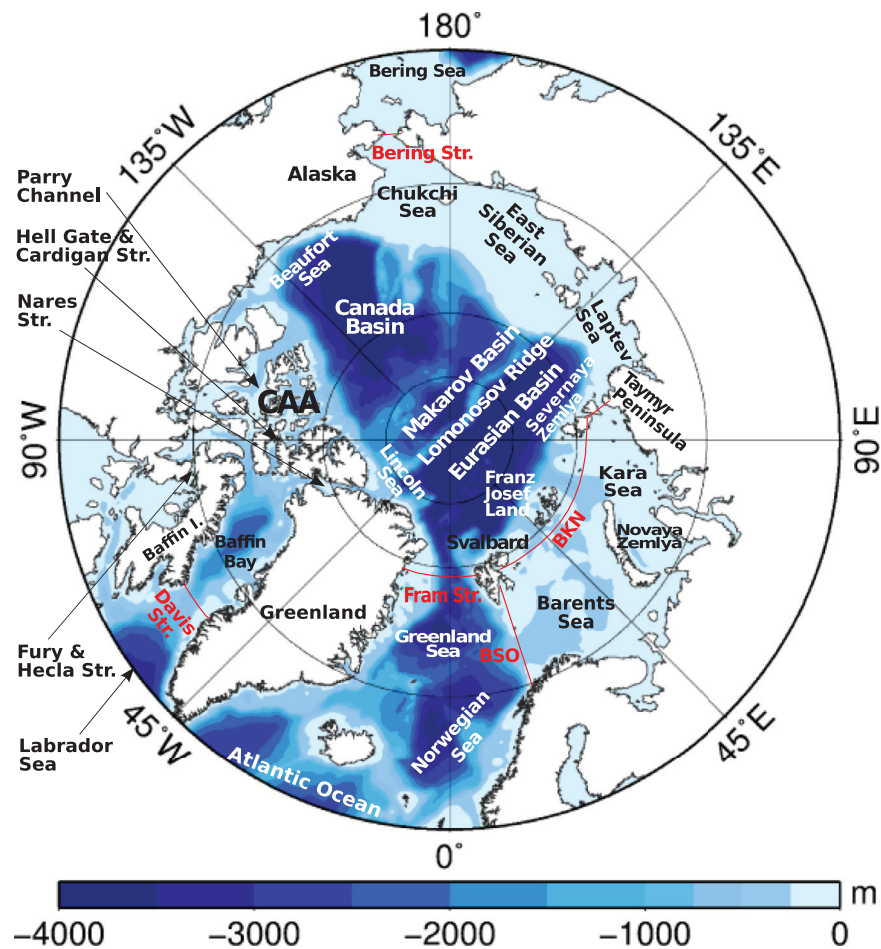 180°
Bering Sea
135°W
135°E
Bering Str.
Alaska
Parry
Channel
Chukchi
Sea
East
Siberian
Sea
Hell Gate &
Cardigan Str.
Beaufort
Sea
Nares
Str.
Canada
Basin
Laptev
Sea
Makarov Basin
Lomonosov Ridge
Eurasian Basin
Severnaya
Zemlya
Taymyr
Peninsula
CAA
90°W
90°E
Lincoln
Sea
Franz
Josef
Land
Kara
Sea
Baffin I.
Baffin
Bay
Svalbard
BKN
Novaya
Zemlya
Davis
Str.
Greenland
Fram Str.
Barents
Sea
Greenland
Sea
BSO
Fury &
Hecla Str.
Norwegian
Sea
45°W
45°E
Labrador
Sea
Atlantic Ocean
0°
m
−4000
−3000
−2000
−1000
0